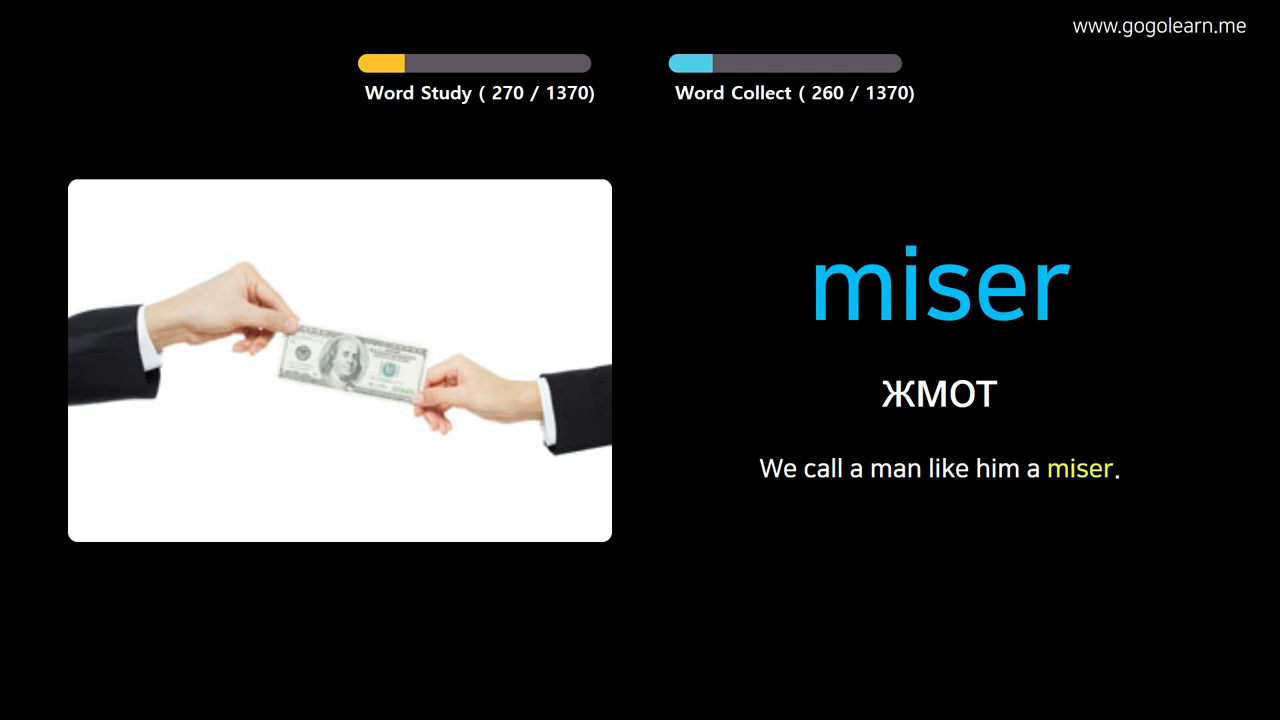 www.gogolearn.me
Word Study ( 270 / 1370)
Word Collect ( 260 / 1370)
miser
жмот
We call a man like him a miser.